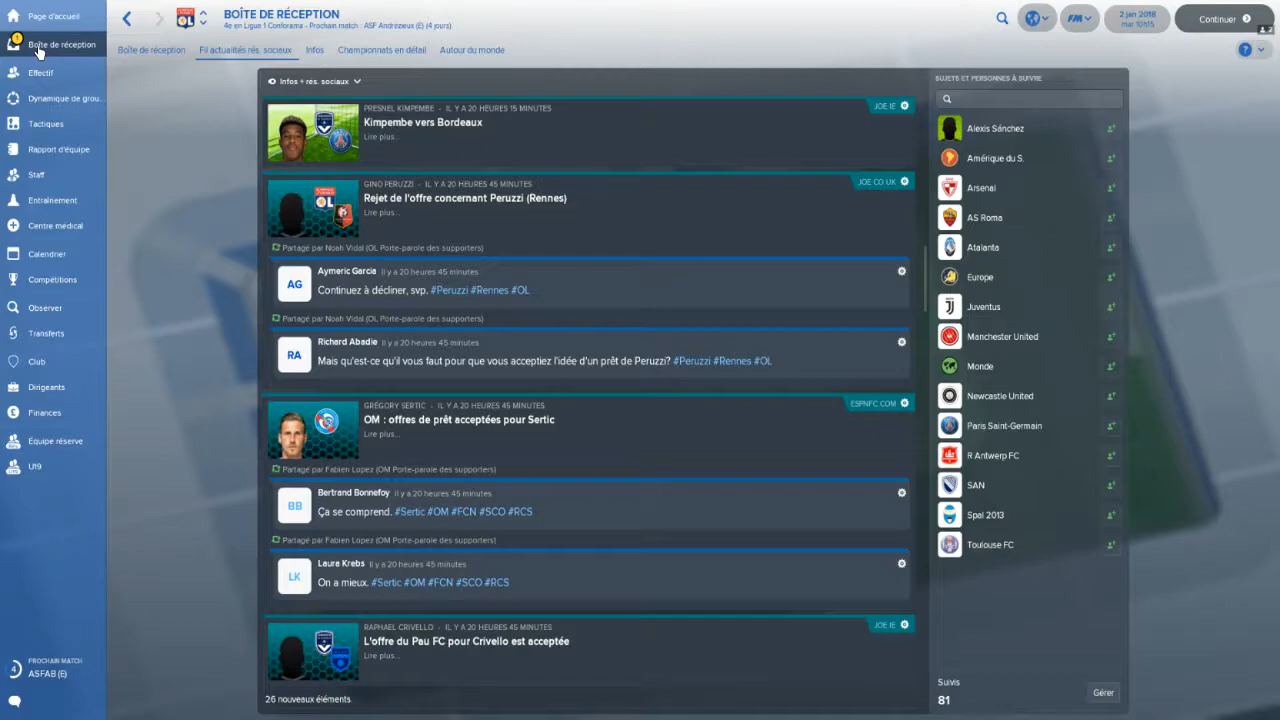 Page d'accueil
1
Boîte de réception
Effectif
Dynamique de grou...
Tactiques
Rapport d'équipe
Staff
Entraînement
Centre médical
Calendrier
Compétitions
Observer
Transferts
Club
Dirigeants
Finances
Équipe réserve
U19
4
PROCHAIN MATCH
ASFAB (E)
BOÎTE DE RÉCEPTION
4e en Ligue 1 Conforama - Prochain match : ASF Andrézieux (E) (4 jours)
FM
2 jan 2018
mar 10h15
Continuer
2
Boîte de réception
Fil actualités rés. sociaux
Infos
Championnats en détail
Autour du monde
?
Infos + rés. sociaux
PRESNEL KIMPEMBE - IL Y A 20 HEURES 15 MINUTES
JOE.IE
Kimpembe vers Bordeaux
Lire plus...
GINO PERUZZI - IL Y A 20 HEURES 45 MINUTES
JOE.CO.UK
Rejet de l'offre concernant Peruzzi (Rennes)
Lire plus...
Partagé par Noah Vidal (OL Porte-parole des supporters)
AG
Aymeric Garcia Il y a 20 heures 45 minutes
Continuez à décliner, svp. #Peruzzi #Rennes #OL
Partagé par Noah Vidal (OL Porte-parole des supporters)
RA
Richard Abadie Il y a 20 heures 45 minutes
Mais qu'est-ce qu'il vous faut pour que vous acceptiez l'idée d'un prêt de Peruzzi? #Peruzzi #Rennes #OL
GRÉGORY SERTIC - IL Y A 20 HEURES 45 MINUTES
ESPNFC.COM
OM : offres de prêt acceptées pour Sertic
Lire plus...
Partagé par Fabien Lopez (OM Porte-parole des supporters)
BB
Bertrand Bonnefoy Il y a 20 heures 45 minutes
Ça se comprend. #Sertic #OM #FCN #SCO #RCS
Partagé par Fabien Lopez (OM Porte-parole des supporters)
LK
Laura Krebs Il y a 20 heures 45 minutes
On a mieux. #Sertic #OM #FCN #SCO #RCS
RAPHAEL CRIVELLO - IL Y A 20 HEURES 45 MINUTES
JOE.IE
L'offre du Pau FC pour Crivello est acceptée
Lire plus...
26 nouveaux éléments.
SUJETS ET PERSONNES À SUIVRE
Alexis Sánchez
Amérique du S.
Arsenal
AS Roma
Atalanta
Europe
Juventus
Manchester United
Monde
Newcastle United
Paris Saint-Germain
R Antwerp FC
SAN
Spal 2013
Toulouse FC
Suivis
81
Gérer